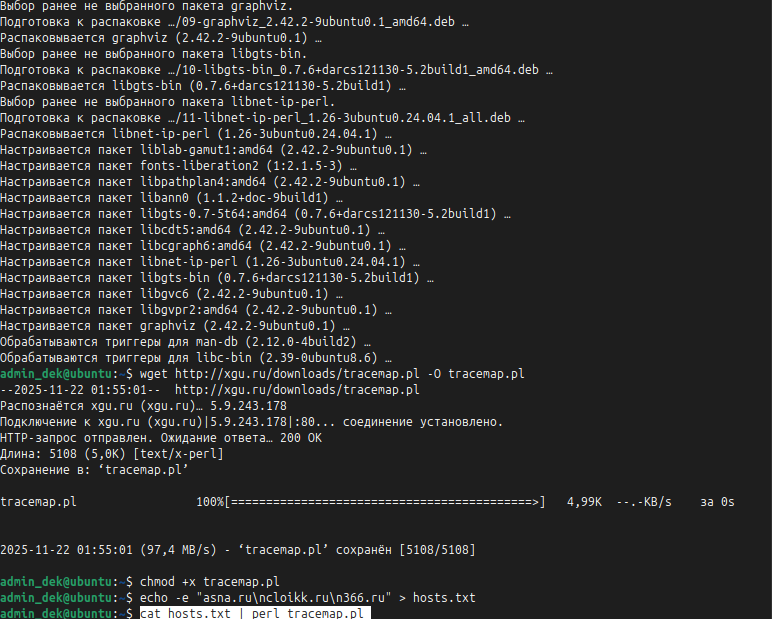 Выбор ранее не выбранного пакета graphviz.
Подготовка к распаковке …/09-graphviz_2.42.2-9ubuntu0.1_amd64.deb …
Распаковывается graphviz (2.42.2-9ubuntu0.1) …
Выбор ранее не выбранного пакета libgts-bin.
Подготовка к распаковке …/10-libgts-bin_0.7.6+darcs121130-5.2build1_amd64.deb …
Распаковывается libgts-bin (0.7.6+darcs121130-5.2build1) …
Выбор ранее не выбранного пакета libnet-ip-perl.
Подготовка к распаковке …/11-libnet-ip-perl_1.26-3ubuntu0.24.04.1_all.deb …
Распаковывается libnet-ip-perl (1.26-3ubuntu0.24.04.1) …
Настраивается пакет liblab-gamut1:amd64 (2.42.2-9ubuntu0.1) …
Настраивается пакет fonts-liberation2 (1:2.1.5-3) …
Настраивается пакет libpathplan4:amd64 (2.42.2-9ubuntu0.1) …
Настраивается пакет libann0 (1.1.2+doc-9build1) …
Настраивается пакет libgts-0.7-5t64:amd64 (0.7.6+darcs121130-5.2build1) …
Настраивается пакет libcdt5:amd64 (2.42.2-9ubuntu0.1) …
Настраивается пакет libcgraph6:amd64 (2.42.2-9ubuntu0.1) …
Настраивается пакет libnet-ip-perl (1.26-3ubuntu0.24.04.1) …
Настраивается пакет libgts-bin (0.7.6+darcs121130-5.2build1) …
Настраивается пакет libgvc6 (2.42.2-9ubuntu0.1) …
Настраивается пакет libgvpr2:amd64 (2.42.2-9ubuntu0.1) …
Настраивается пакет graphviz (2.42.2-9ubuntu0.1) …
Обрабатываются триггеры для man-db (2.12.0-4build2) …
Обрабатываются триггеры для libc-bin (2.39-0ubuntu8.6) …
admin_dek@ubuntu:~$ wget http://xgu.ru/downloads/tracemap.pl -O tracemap.pl
--2025-11-22 01:55:01--  http://xgu.ru/downloads/tracemap.pl
Распознаётся xgu.ru (xgu.ru)… 5.9.243.178
Подключение к xgu.ru (xgu.ru)|5.9.243.178|:80... соединение установлено.
HTTP-запрос отправлен. Ожидание ответа… 200 OK
Длина: 5108 (5,0K) [text/x-perl]
Сохранение в: ‘tracemap.pl’
tracemap.pl 100%[===========================================>] 4,99K --.-KB/s за 0s
2025-11-22 01:55:01 (97,4 MB/s) - ‘tracemap.pl’ сохранён [5108/5108]
admin_dek@ubuntu:~$ chmod +x tracemap.pl
admin_dek@ubuntu:~$ echo -e "asna.ru\ncloikk.ru\n366.ru" > hosts.txt
admin_dek@ubuntu:~$ cat hosts.txt | perl tracemap.pl